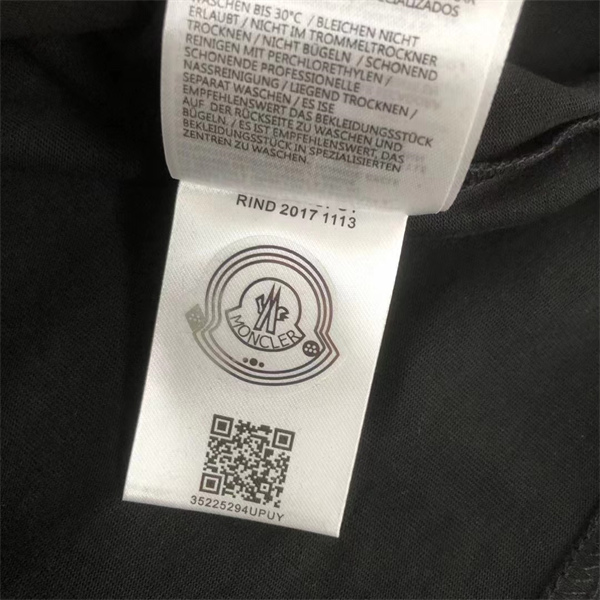 WASCHEN BIS 30°C / BLEICHEN NICHT
ERLAUBT / NICHT IM TROMMELTROCKNER
TROCKNEN / NICHT BÜGELN / SCHONEND
REINIGEN MIT PERCHLORETHYLEN /
SCHONENDE PROFESSIONELLE
NASSREINIGUNG / LIEGEND TROCKNEN /
SEPARAT WASCHEN / ES ISE
EMPFEHLENSWERT DAS BEKLEIDUNGSSTÜCK
AUF DER RÜCKSEITE ZU WASCHEN UND
BÜGELN / ES IST EMPFEHLENSWERT, DAS
BEKLEIDUNGSSTÜCK IN SPEZIALISIERTEN
ZENTREN ZU WASCHEN.
RIND 2017 1113
MONCLER
35225294UPUY